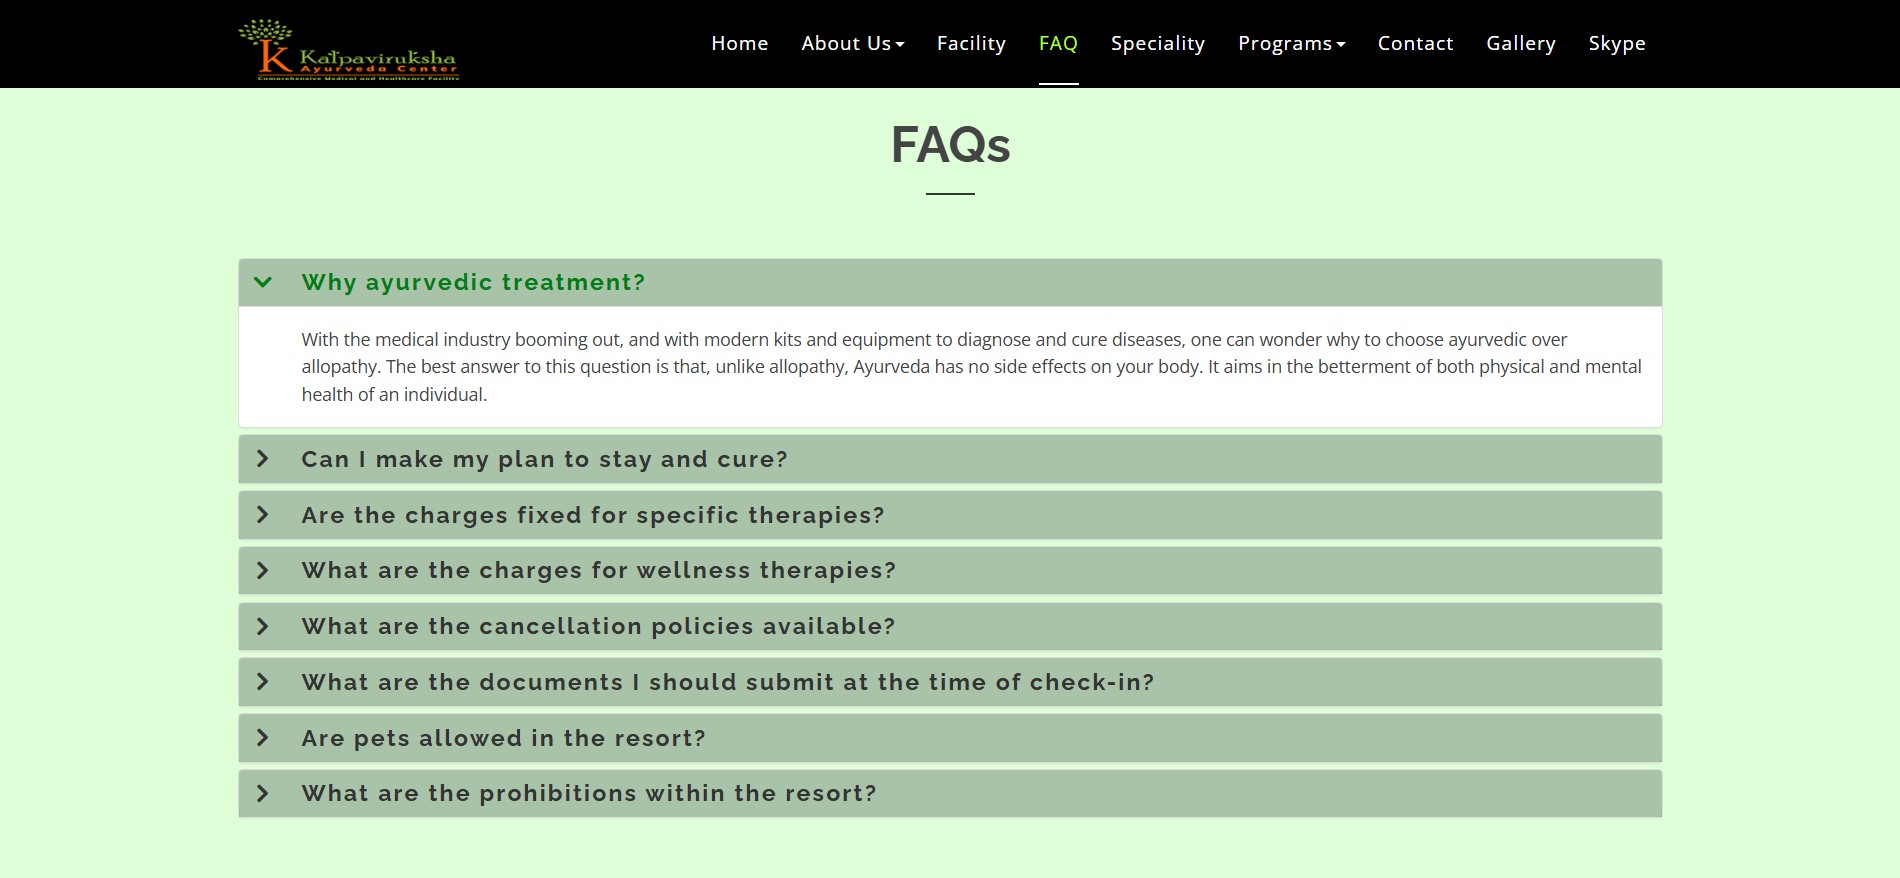 Kalpaviruksha
Ayurveda Center
Comprehensive Medical and Healthcare Facility
Home About Us Facility FAQ Speciality Programs Contact Gallery Skype
FAQs
Why ayurvedic treatment?
With the medical industry booming out, and with modern kits and equipment to diagnose and cure diseases, one can wonder why to choose ayurvedic over
allopathy. The best answer to this question is that, unlike allopathy, Ayurveda has no side effects on your body. It aims in the betterment of both physical and mental
health of an individual.
Can I make my plan to stay and cure?
Are the charges fixed for specific therapies?
What are the charges for wellness therapies?
What are the cancellation policies available?
What are the documents I should submit at the time of check-in?
Are pets allowed in the resort?
What are the prohibitions within the resort?